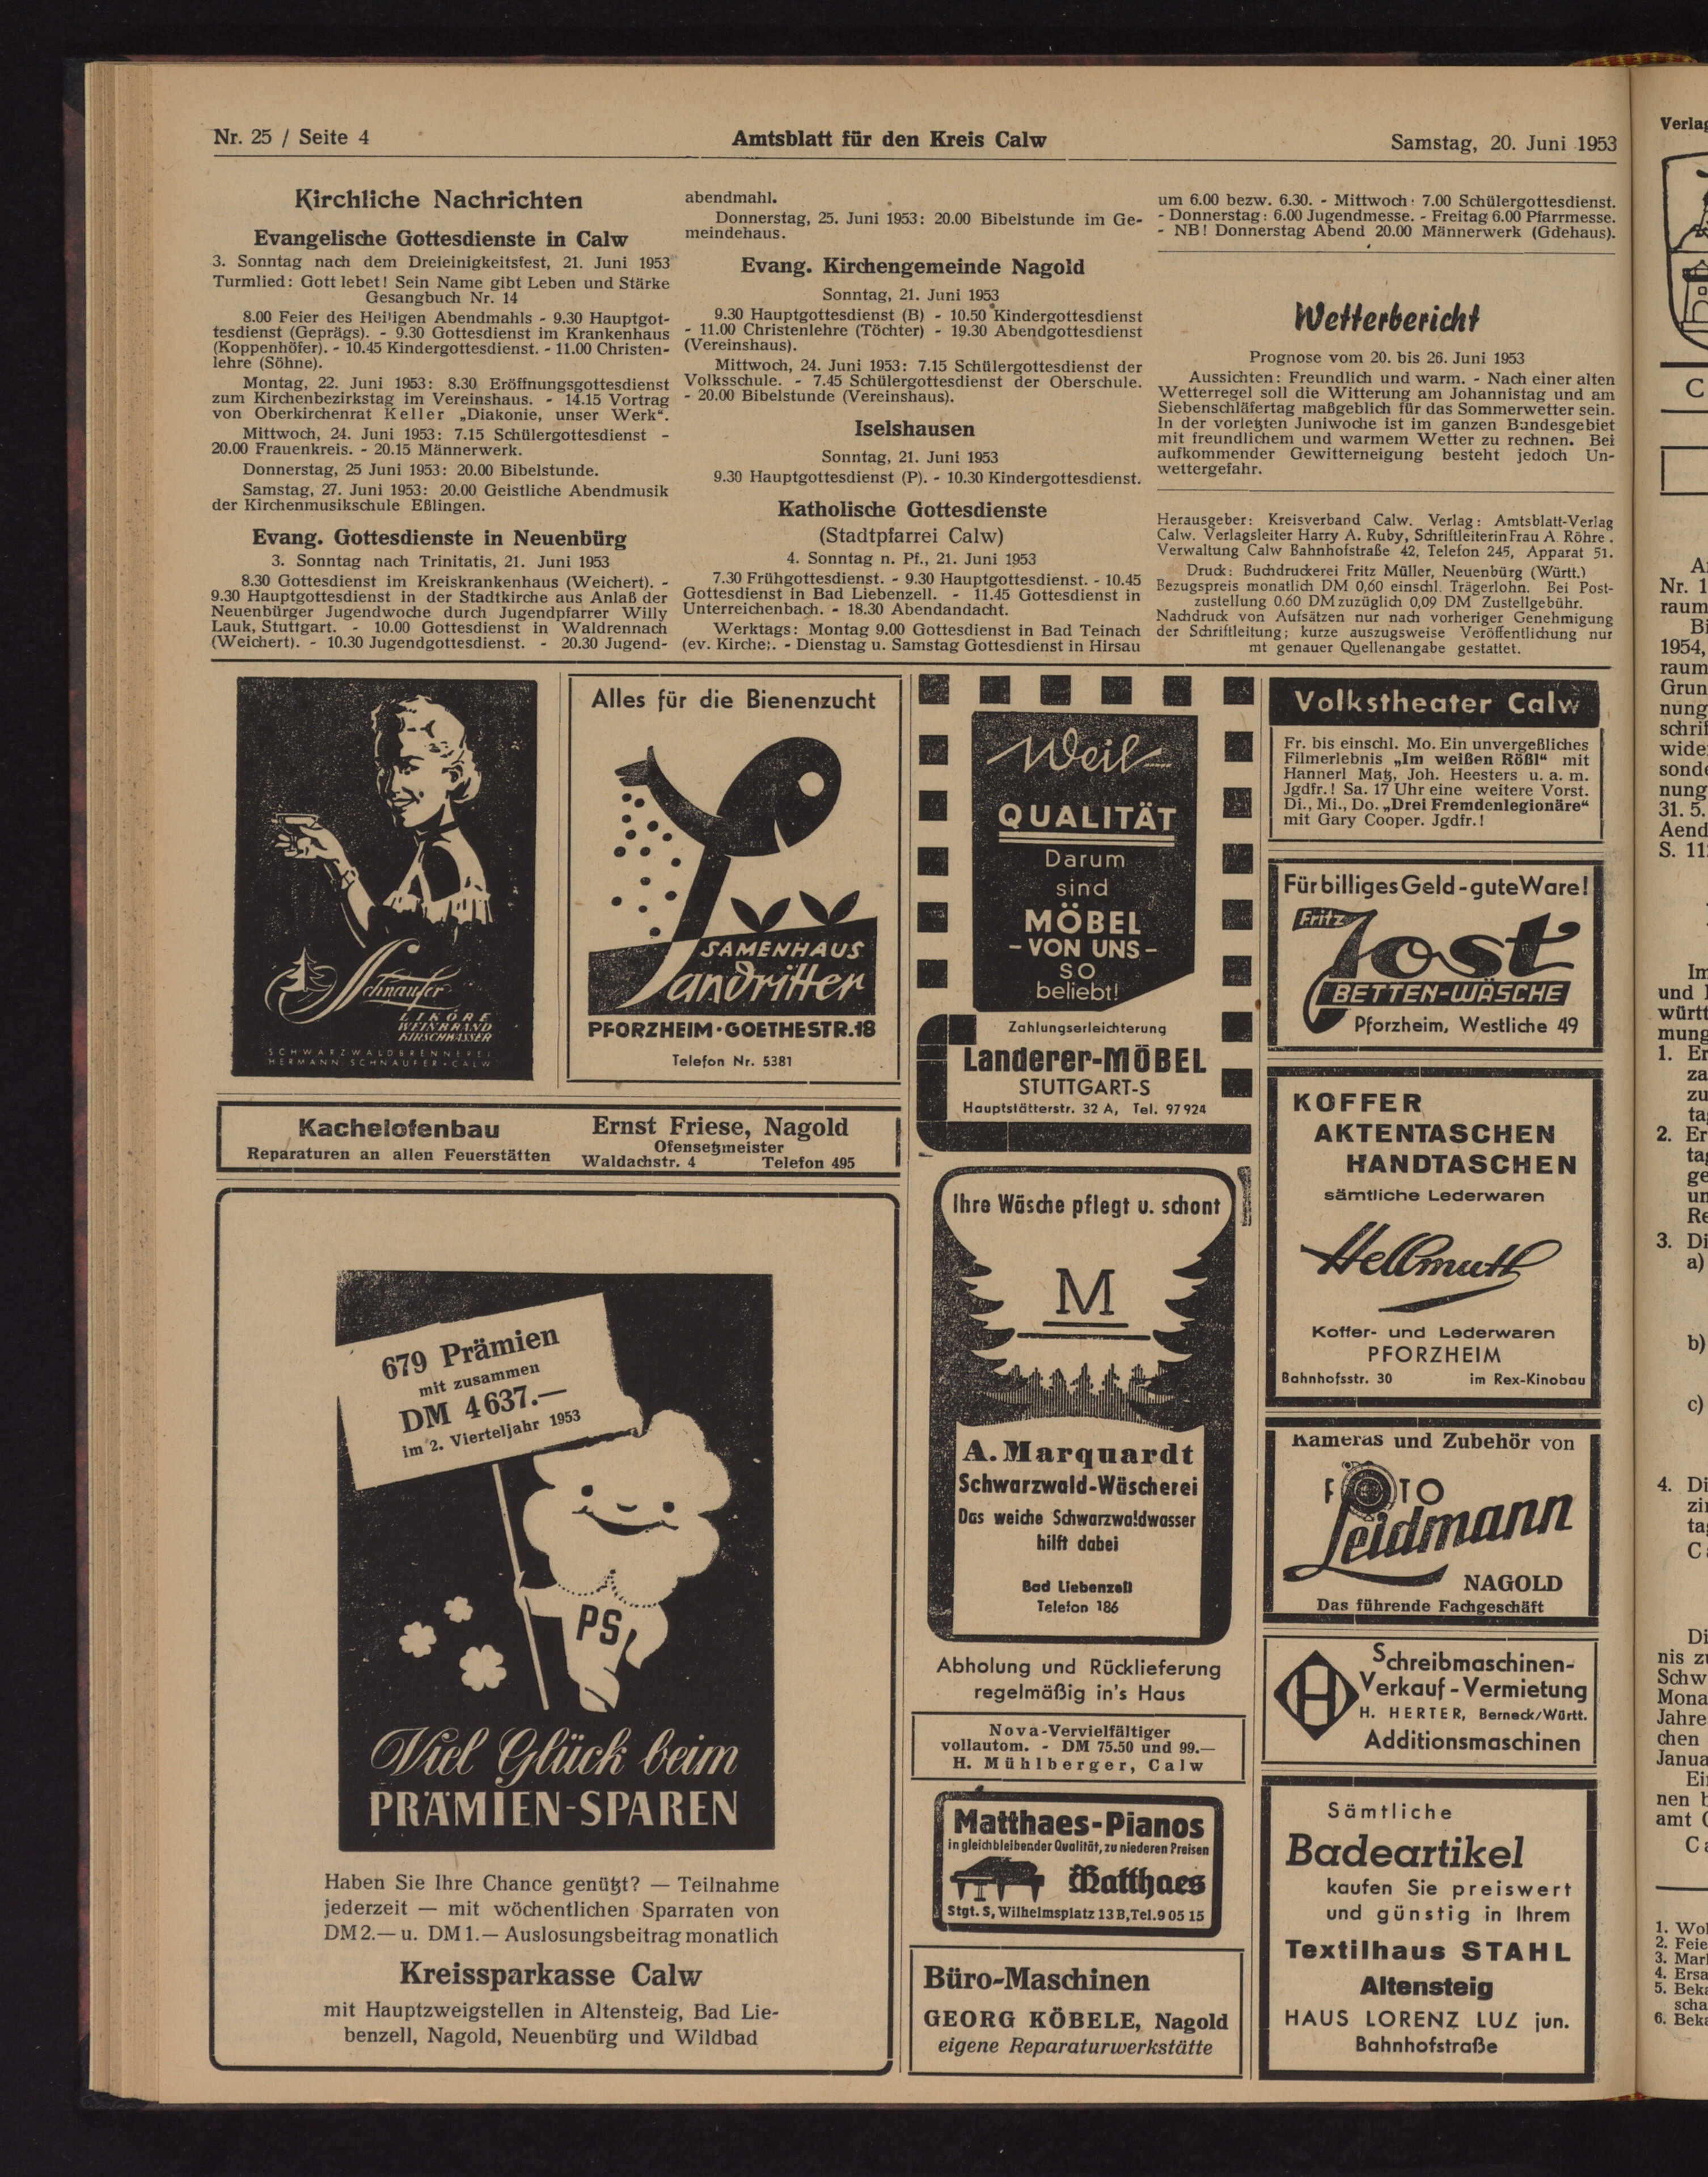 Nr. 25 / Seite 4
Amtsblatt für den Kreis Calw
Samstag, 20. Juni 1953
Kirchliche Nachrichten
Evangelische Gottesdienste in Calw
3. Sonntag nach dem Dreieinigkeitsfest, 21. Juni 1953
Turmlied: Gott lebet! Sein Name gibt Leben und Stärke
Gesangbuch Nr. 14
8.00 Feier des Heiligen Abendmahls - 9.30 Hauptgot-
tesdienst (Geprägs). - 9.30 Gottesdienst im Krankenhaus
(Koppenhöfer). - 10.45 Kindergottesdienst. - 11.00 Christen-
lehre (Söhne).
Montag, 22. Juni 1953: 8.30 Eröffnungsgottesdienst
zum Kirchenbezirkstag im Vereinshaus. - 14.15 Vortrag
von Oberkirchenrat Keller „Diakonie, unser Werk“.
Mittwoch, 24. Juni 1953: 7.15 Schülergottesdienst -
20.00 Frauenkreis. - 20.15 Männerwerk.
Donnerstag, 25 Juni 1953: 20.00 Bibelstunde.
Samstag, 27. Juni 1953: 20.00 Geistliche Abendmusik
der Kirchenmusikschule Eßlingen.
Evang. Gottesdienste in Neuenbürg
3. Sonntag nach Trinitatis, 21. Juni 1953
8.30 Gottesdienst im Kreiskrankenhaus (Weichert). -
9.30 Hauptgottesdienst in der Stadtkirche aus Anlaß der
Neuenbürger Jugendwoche durch Jugendpfarrer Willy
Lauk, Stuttgart. - 10.00 Gottesdienst in Waldrennach
(Weichert). - 10.30 Jugendgottesdienst. - 20.30 Jugend-
abendmahl.
Donnerstag, 25. Juni 1953: 20.00 Bibelstunde im Ge-
meindehaus.
Evang. Kirchengemeinde Nagold
Sonntag, 21. Juni 1953
9.30 Hauptgottesdienst (B) - 10.50 Kindergottesdienst
- 11.00 Christenlehre (Töchter) - 19.30 Abendgottesdienst
(Vereinshaus).
Mittwoch, 24. Juni 1953: 7.15 Schülergottesdienst der
Volksschule. - 7.45 Schülergottesdienst der Oberschule.
- 20.00 Bibelstunde (Vereinshaus).
Iselshausen
Sonntag, 21. Juni 1953
9.30 Hauptgottesdienst (P). - 10.30 Kindergottesdienst.
Katholische Gottesdienste
(Stadtpfarrei Calw)
4. Sonntag n. Pf., 21. Juni 1953
7.30 Frühgottesdienst. - 9.30 Hauptgottesdienst. - 10.45
Gottesdienst in Bad Liebenzell. - 11.45 Gottesdienst in
Unterreichenbach. - 18.30 Abendandacht.
Werktags: Montag 9.00 Gottesdienst in Bad Teinach
(ev. Kirche;. - Dienstag u. Samstag Gottesdienst in Hirsau
um 6.00 bezw. 6.30. - Mittwoch: 7.00 Schülergottesdienst.
- Donnerstag: 6.00 Jugendmesse. - Freitag 6.00 Pfarrmesse.
- NB! Donnerstag Abend 20.00 Männerwerk (Gdehaus).
Wetterbericht
Prognose vom 20. bis 26. Juni 1953
Aussichten: Freundlich und warm. - Nach einer alten
Wetterregel soll die Witterung am Johannistag und am
Siebenschläfertag maßgeblich für das Sommerwetter sein.
In der vorletzten Juniwoche ist im ganzen Bundesgebiet
mit freundlichem und warmem Wetter zu rechnen. Bei
aufkommender Gewitterneigung besteht jedoch Un-
wettergefahr.
Herausgeber: Kreisverband Calw. Verlag: Amtsblatt-Verlag
Calw. Verlagsleiter Harry A. Ruby, Schriftleiterin Frau A. Röhre.
Verwaltung Calw Bahnhofstraße 42, Telefon 245, Apparat 51.
Druck: Buchdruckerei Fritz Müller, Neuenbürg (Württ.)
Bezugspreis monatlich DM 0,60 einschl. Trägerlohn. Bei Post-
zustellung 0.60 DM zuzüglich 0,09 DM Zustellgebühr.
Nachdruck von Aufsätzen nur nach vorheriger Genehmigung
der Schriftleitung; kurze auszugsweise Veröffentlichung nur
mt genauer Quellenangabe gestattet.
Schnaufer
LIKÖRE
WEINBRAND
KIRSCHWASSER
SCHWARZWALDBRENNEREI
HERMANN SCHNAUFER-CALW
Alles für die Bienenzucht
SAMENHAUS
Landritter
PFORZHEIM·GOETHESTR.18
Telefon Nr. 5381
Weil
QUALITÄT
Darum
sind
MÖBEL
- VON UNS -
SO
beliebt!
Zahlungserleichterung
Landerer-MÖBEL
STUTTGART-S
Hauptstätterstr. 32 A, Tel. 97924
Volkstheater Calw
Fr. bis einschl. Mo. Ein unvergeßliches
Filmerlebnis „Im weißen Rößl“ mit
Hannerl Matz, Joh. Heesters u. a. m.
Jgdfr.! Sa. 17 Uhr eine weitere Vorst.
Di., Mi., Do. „Drei Fremdenlegionäre“
mit Gary Cooper. Jgdfr.!
Für billiges Geld - gute Ware!
Fritz
Jost
BETTEN-WÄSCHE
Pforzheim, Westliche 49
KOFFER
AKTENTASCHEN
HANDTASCHEN
sämtliche Lederwaren
Hellmuth
Koffer- und Lederwaren
PFORZHEIM
Bahnhofsstr. 30 im Rex-Kinobau
Kachelofenbau
Reparaturen an allen Feuerstätten
Ernst Friese, Nagold
Ofensetzmeister
Waldachstr. 4 Telefon 495
679 Prämien
mit zusammen
DM 4637.—
im 2. Vierteljahr 1953
PS
Viel Glück beim
PRÄMIEN-SPAREN
Haben Sie Ihre Chance genützt? — Teilnahme
jederzeit — mit wöchentlichen Sparraten von
DM 2.— u. DM 1.— Auslosungsbeitrag monatlich
Kreissparkasse Calw
mit Hauptzweigstellen in Altensteig, Bad Lie-
benzell, Nagold, Neuenbürg und Wildbad
Ihre Wäsche pflegt u. schont
M
A. Marquardt
Schwarzwald-Wäscherei
Das weiche Schwarzwaldwasser
hilft dabei
Bad Liebenzell
Telefon 186
Abholung und Rücklieferung
regelmäßig in's Haus
Nova-Vervielfältiger
vollautom. - DM 75.50 und 99.—
H. Mühlberger, Calw
Matthaes-Pianos
in gleichbleibender Qualität, zu niederen Preisen
Matthaes
Stgt. S, Wilhelmsplatz 13 B, Tel. 9 05 15
Büro-Maschinen
GEORG KÖBELE, Nagold
eigene Reparaturwerkstätte
Kameras und Zubehör von
FOTO
Leidmann
NAGOLD
Das führende Fachgeschäft
H
Schreibmaschinen-
Verkauf - Vermietung
H. HERTER, Berneck/Württ.
Additionsmaschinen
Sämtliche
Badeartikel
kaufen Sie preiswert
und günstig in Ihrem
Textilhaus STAHL
Altensteig
HAUS LORENZ LUZ jun.
Bahnhofstraße